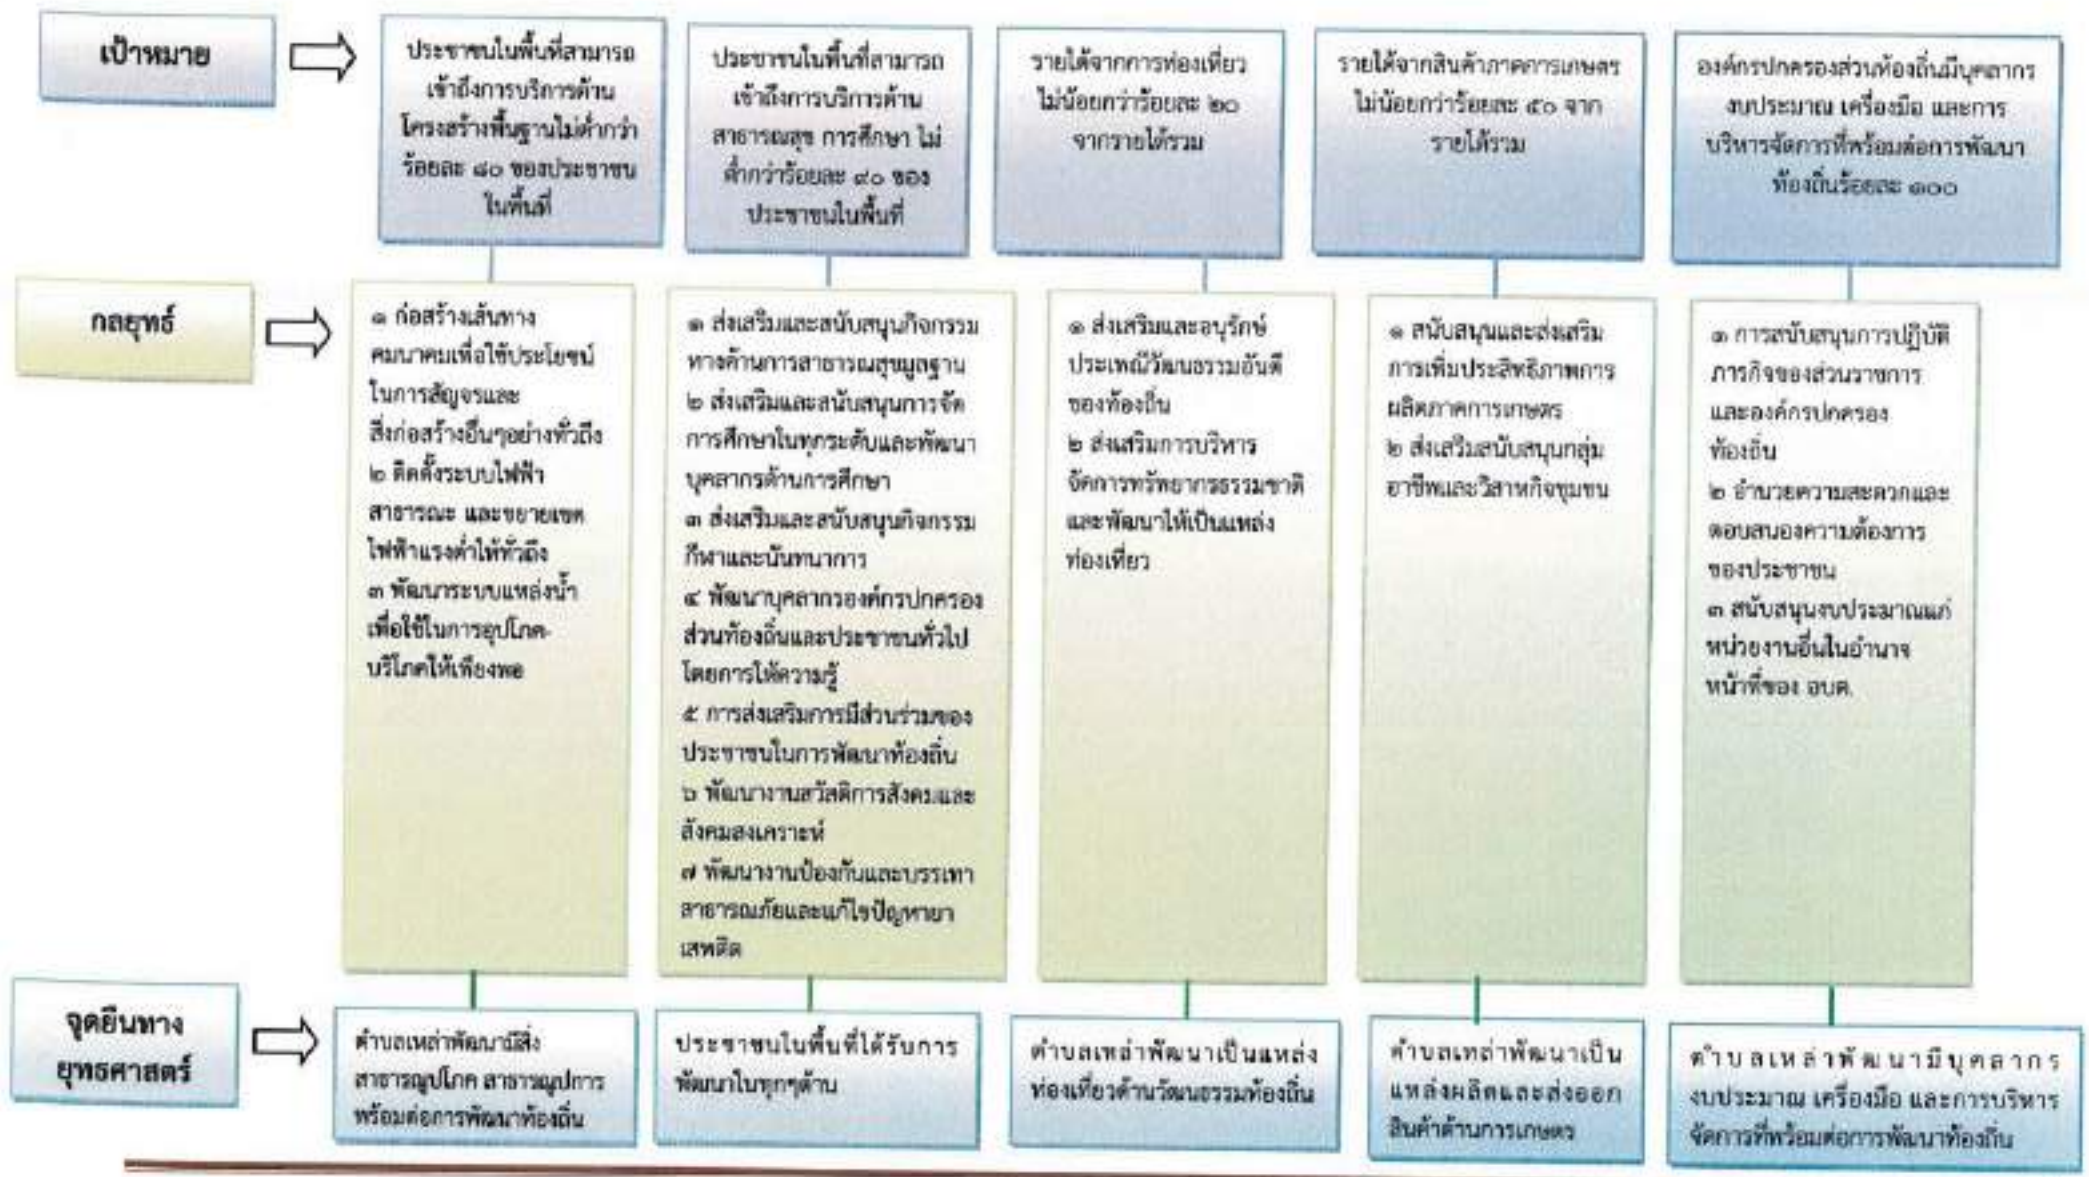 เป้าหมาย
ประชาชนในพื้นที่สามารถ
เข้าถึงการบริการด้าน
โครงสร้างพื้นฐานไม่ต่ำกว่า
ร้อยละ ๘๐ ของประชาชน
ในพื้นที่
ประชาชนในพื้นที่สามารถ
เข้าถึงการบริการด้าน
สาธารณสุข การศึกษา ไม่
ต่ำกว่าร้อยละ ๙๐ ของ
ประชาชนในพื้นที่
รายได้จากการท่องเที่ยว
ไม่น้อยกว่าร้อยละ ๒๐
จากรายได้รวม
รายได้จากสินค้าภาคการเกษตร
ไม่น้อยกว่าร้อยละ ๕๐ จาก
รายได้รวม
องค์กรปกครองส่วนท้องถิ่นมีบุคลากร
งบประมาณ เครื่องมือ และการ
บริหารจัดการที่พร้อมต่อการพัฒนา
ท้องถิ่นร้อยละ ๑๐๐
กลยุทธ์
๑ ก่อสร้างเส้นทาง
คมนาคมเพื่อใช้ประโยชน์
ในการสัญจรและ
สิ่งก่อสร้างอื่นๆอย่างทั่วถึง
๒ ติดตั้งระบบไฟฟ้า
สาธารณะ และขยายเขต
ไฟฟ้าแรงต่ำให้ทั่วถึง
๓ พัฒนาระบบแหล่งน้ำ
เพื่อใช้ในการอุปโภค-
บริโภคให้เพียงพอ
๑ ส่งเสริมและสนับสนุนกิจกรรม
ทางด้านการสาธารณสุขมูลฐาน
๒ ส่งเสริมและสนับสนุนการจัด
การศึกษาในทุกระดับและพัฒนา
บุคลากรด้านการศึกษา
๓ ส่งเสริมและสนับสนุนกิจกรรม
กีฬาและนันทนาการ
๔ พัฒนาบุคลากรองค์กรปกครอง
ส่วนท้องถิ่นและประชาชนทั่วไป
โดยการให้ความรู้
๕ การส่งเสริมการมีส่วนร่วมของ
ประชาชนในการพัฒนาท้องถิ่น
๖ พัฒนางานสวัสดิการสังคมและ
สังคมสงเคราะห์
๗ พัฒนางานป้องกันและบรรเทา
สาธารณภัยและแก้ไขปัญหายา
เสพติด
๑ ส่งเสริมและอนุรักษ์
ประเพณีวัฒนธรรมอันดี
ของท้องถิ่น
๒ ส่งเสริมการบริหาร
จัดการทรัพยากรธรรมชาติ
และพัฒนาให้เป็นแหล่ง
ท่องเที่ยว
๑ สนับสนุนและส่งเสริม
การเพิ่มประสิทธิภาพการ
ผลิตภาคการเกษตร
๒ ส่งเสริมสนับสนุนกลุ่ม
อาชีพและวิสาหกิจชุมชน
๑ การสนับสนุนการปฏิบัติ
ภารกิจของส่วนราชการ
และองค์กรปกครอง
ท้องถิ่น
๒ อำนวยความสะดวกและ
ตอบสนองความต้องการ
ของประชาชน
๓ สนับสนุนงบประมาณแก่
หน่วยงานอื่นในอำนาจ
หน้าที่ของ อบต.
จุดยืนทาง
ยุทธศาสตร์
ตำบลเหล่าพัฒนามีสิ่ง
สาธารณูปโภค สาธารณูปการ
พร้อมต่อการพัฒนาท้องถิ่น
ประชาชนในพื้นที่ได้รับการ
พัฒนาในทุกๆด้าน
ตำบลเหล่าพัฒนาเป็นแหล่ง
ท่องเที่ยวด้านวัฒนธรรมท้องถิ่น
ตำบลเหล่าพัฒนาเป็น
แหล่งผลิตและส่งออก
สินค้าด้านการเกษตร
ตำบลเหล่าพัฒนามีบุคลากร
งบประมาณ เครื่องมือ และการบริหาร
จัดการที่พร้อมต่อการพัฒนาท้องถิ่น